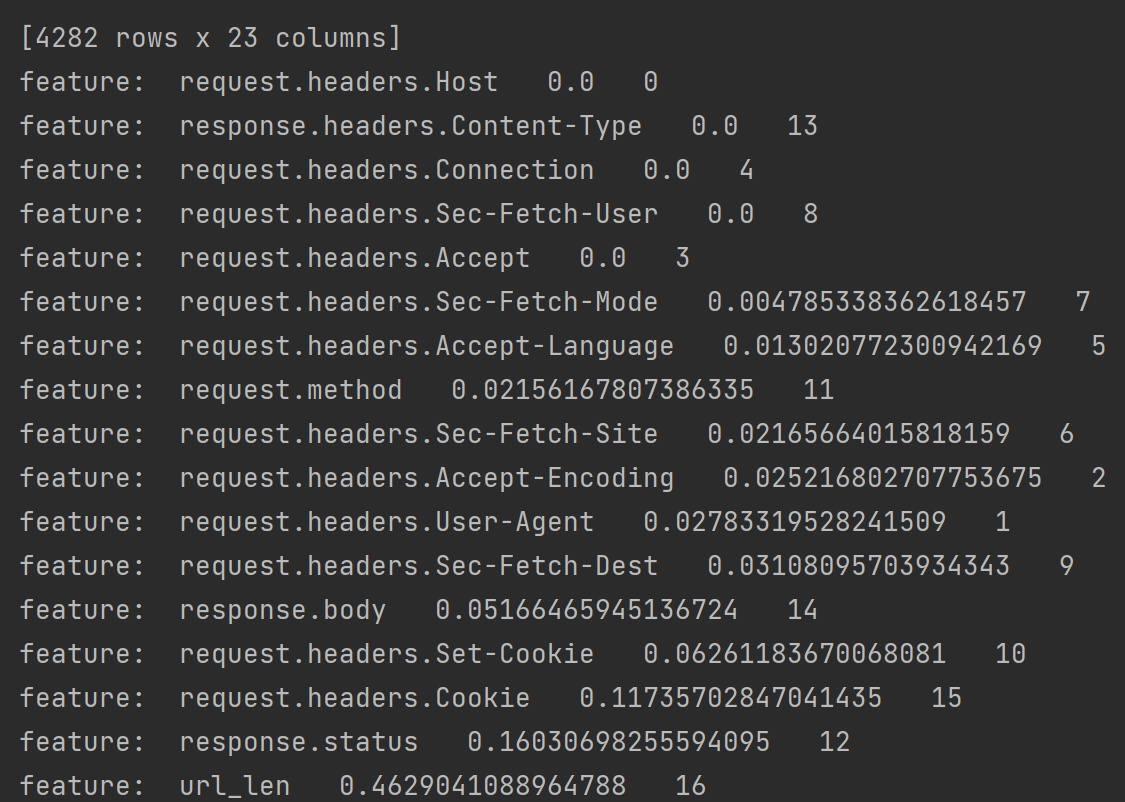 [4282 rows x 23 columns]
feature:  request.headers.Host   0.0   0
feature:  response.headers.Content-Type   0.0   13
feature:  request.headers.Connection   0.0   4
feature:  request.headers.Sec-Fetch-User   0.0   8
feature:  request.headers.Accept   0.0   3
feature:  request.headers.Sec-Fetch-Mode   0.004785338362618457   7
feature:  request.headers.Accept-Language   0.013020772300942169   5
feature:  request.method   0.02156167807386335   11
feature:  request.headers.Sec-Fetch-Site   0.02165664015818159   6
feature:  request.headers.Accept-Encoding   0.025216802707753675   2
feature:  request.headers.User-Agent   0.02783319528241509   1
feature:  request.headers.Sec-Fetch-Dest   0.03108095703934343   9
feature:  response.body   0.05166465945136724   14
feature:  request.headers.Set-Cookie   0.06261183670068081   10
feature:  request.headers.Cookie   0.11735702847041435   15
feature:  response.status   0.16030698255594095   12
feature:  url_len   0.4629041088964788   16